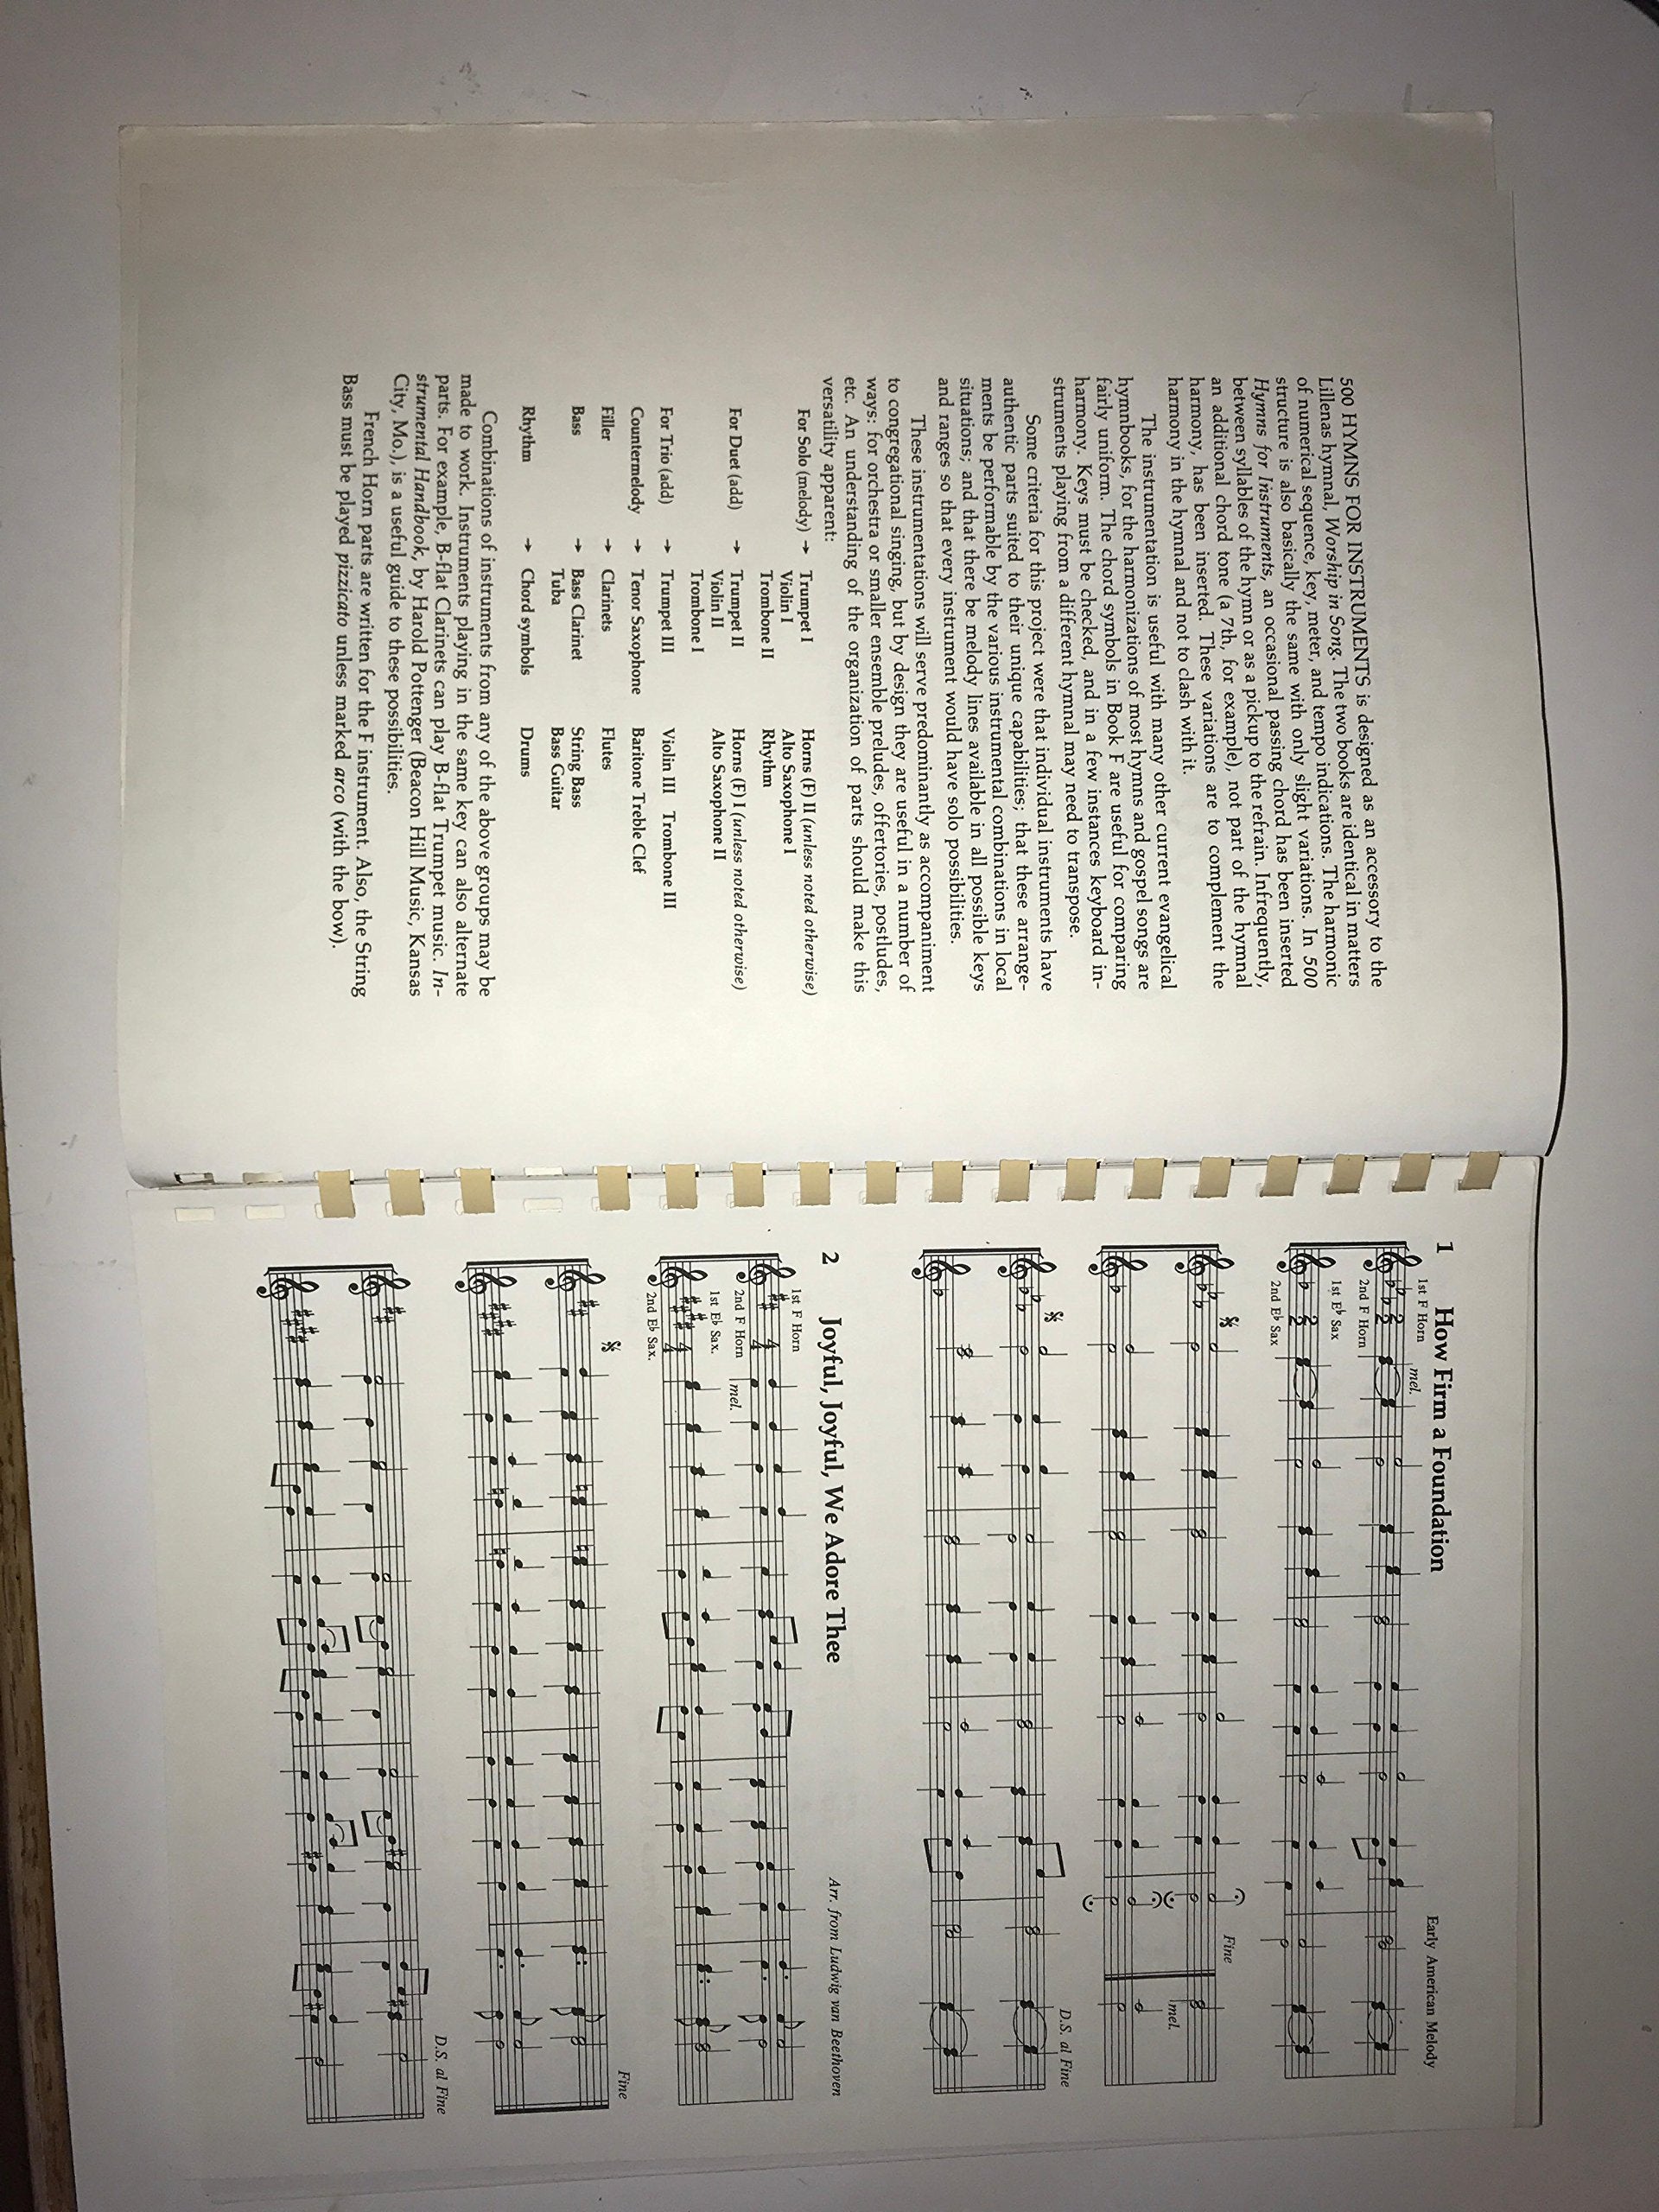 500 HYMNS FOR INSTRUMENTS is designed as an accessory to the
Lillenas hymnal, Worship in Song. The two books are identical in matters
of numerical sequence, key, meter, and tempo indications. The harmonic
structure is also basically the same with only slight variations. In 500
Hymns for Instruments, an occasional passing chord has been inserted
between syllables of the hymn or as a pickup to the refrain. Infrequently,
an additional chord tone (a 7th, for example), not part of the hymnal
harmony, has been inserted. These variations are to complement the
harmony in the hymnal and not to clash with it.
The instrumentation is useful with many other current evangelical
hymnbooks, for the harmonizations of most hymns and gospel songs are
fairly uniform. The chord symbols in Book F are useful for comparing
harmony. Keys must be checked, and in a few instances keyboard in-
struments playing from a different hymnal may need to transpose.
Some criteria for this project were that individual instruments have
authentic parts suited to their unique capabilities; that these arrange-
ments be performable by the various instrumental combinations in local
situations; and that there be melody lines available in all possible keys
and ranges so that every instrument would have solo possibilities.
These instrumentations will serve predominantly as accompaniment
to congregational singing, but by design they are useful in a number of
ways: for orchestra or smaller ensemble preludes, offertories, postludes,
etc. An understanding of the organization of parts should make this
versatility apparent:
For Solo (melody) → Trumpet I Horns (F) II (unless noted otherwise)
Violin I Alto Saxophone I
Trombone II Rhythm
For Duet (add) → Trumpet II Horns (F) I (unless noted otherwise)
Violin II Alto Saxophone II
Trombone I
For Trio (add) → Trumpet III Violin III Trombone III
Countermelody → Tenor Saxophone Baritone Treble Clef
Filler → Clarinets Flutes
Bass → Bass Clarinet String Bass
Tuba Bass Guitar
Rhythm → Chord symbols Drums
Combinations of instruments from any of the above groups may be
made to work. Instruments playing in the same key can also alternate
parts. For example, B-flat Clarinets can play B-flat Trumpet music. In-
strumental Handbook, by Harold Pottenger (Beacon Hill Music, Kansas
City, Mo.), is a useful guide to these possibilities.
French Horn parts are written for the F instrument. Also, the String
Bass must be played pizzicato unless marked arco (with the bow).
1 How Firm a Foundation
Early American Melody
1st F Horn mel.
2nd F Horn
1st E♭ Sax
2nd E♭ Sax
Fine
mel.
D.S. al Fine
2 Joyful, Joyful, We Adore Thee
Arr. from Ludwig van Beethoven
1st F Horn
2nd F Horn mel.
1st E♭ Sax.
2nd E♭ Sax.
Fine
D.S. al Fine